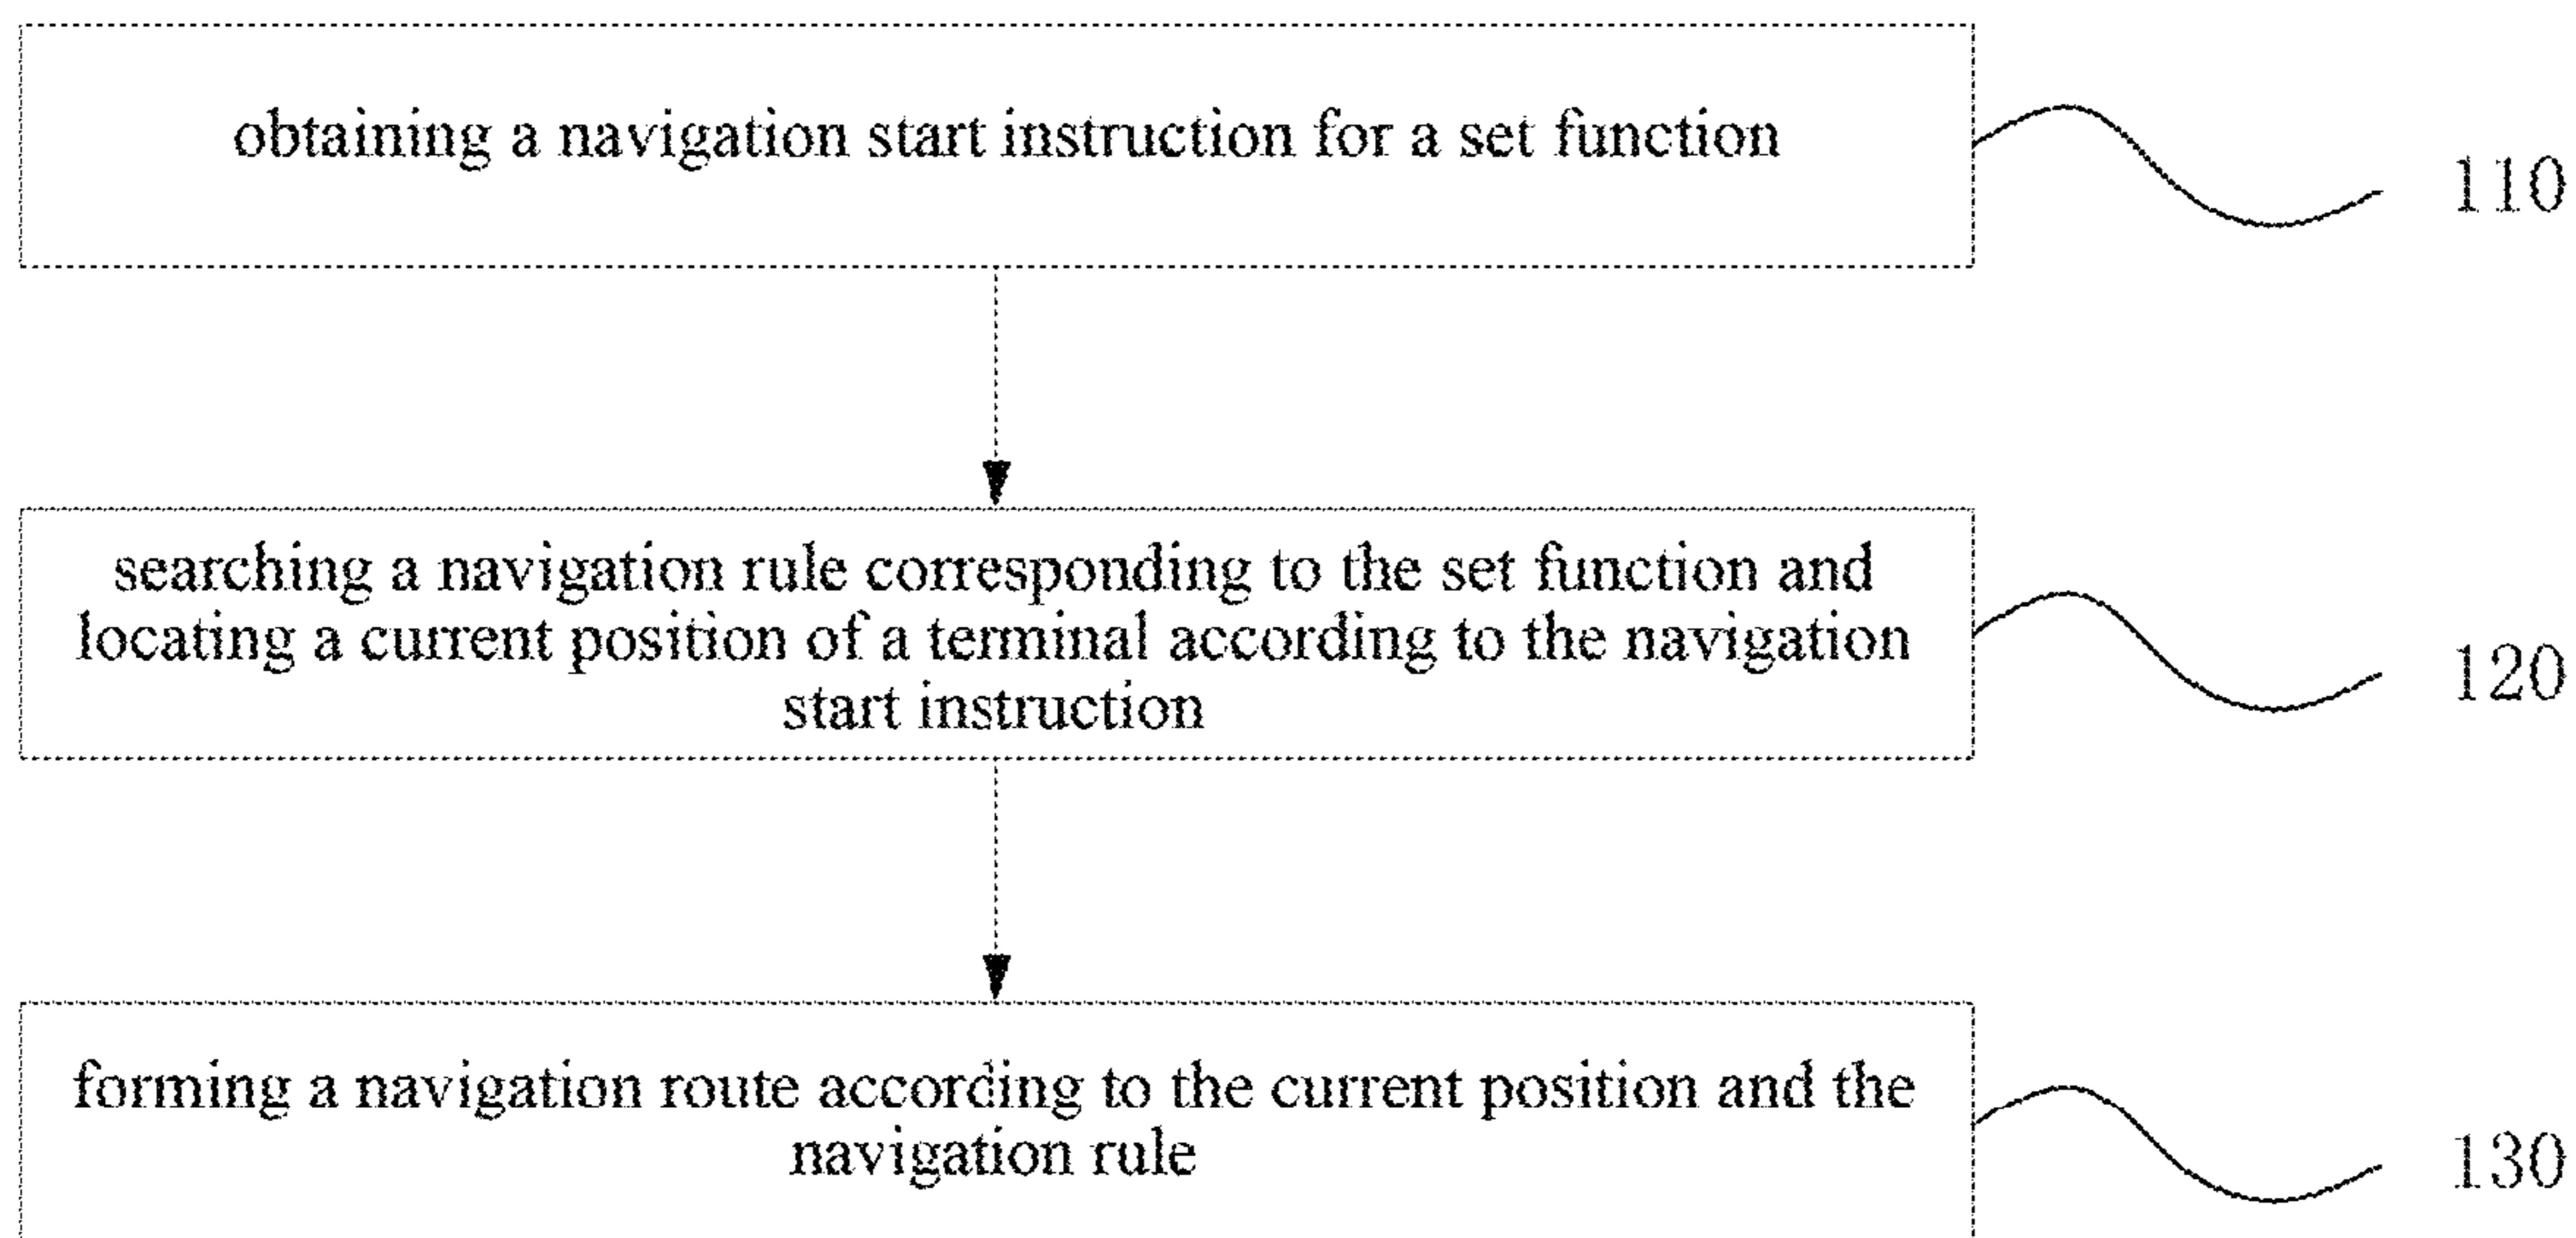 obtaining a navigation start instruction for a set function
110
searching a navigation rule corresponding to the set function and
locating a current position of a terminal according to the navigation
start instruction
120
forming a navigation route according to the current position and the
navigation rule
130